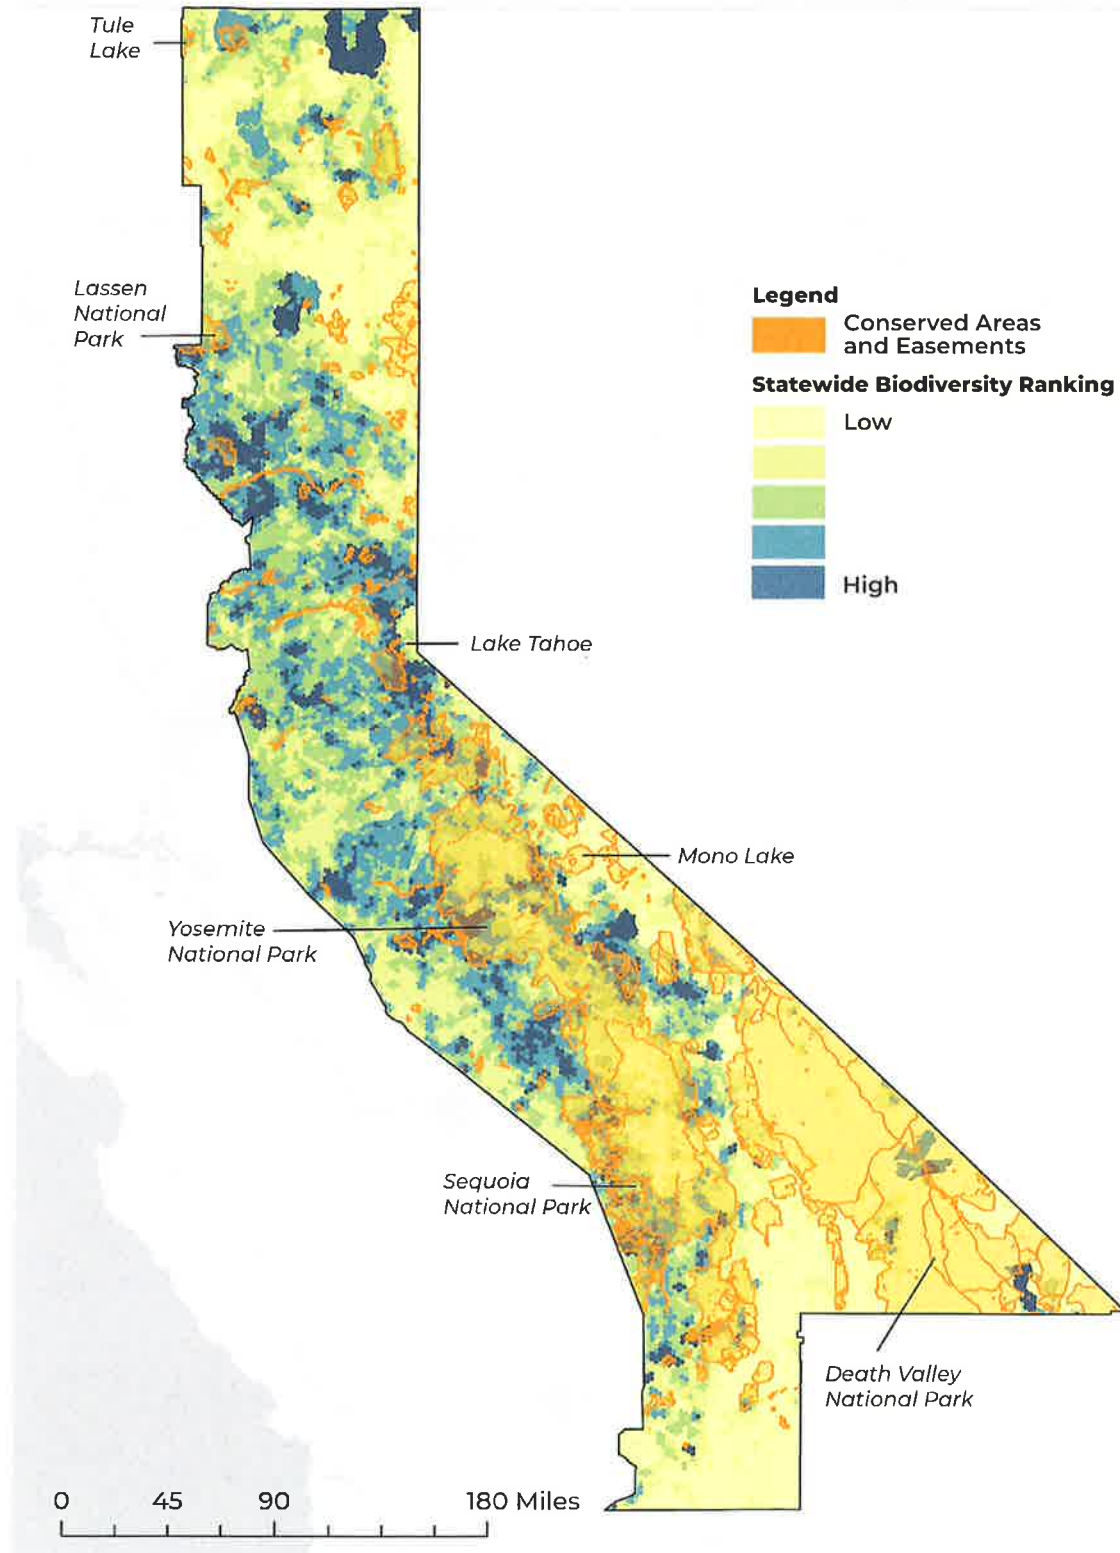 Tule
Lake
Lassen
National
Park
Legend
Conserved Areas
and Easements
Statewide Biodiversity Ranking
Low
High
Lake Tahoe
Mono Lake
Yosemite
National Park
Sequoia
National Park
Death Valley
National Park
0 45 90 180 Miles